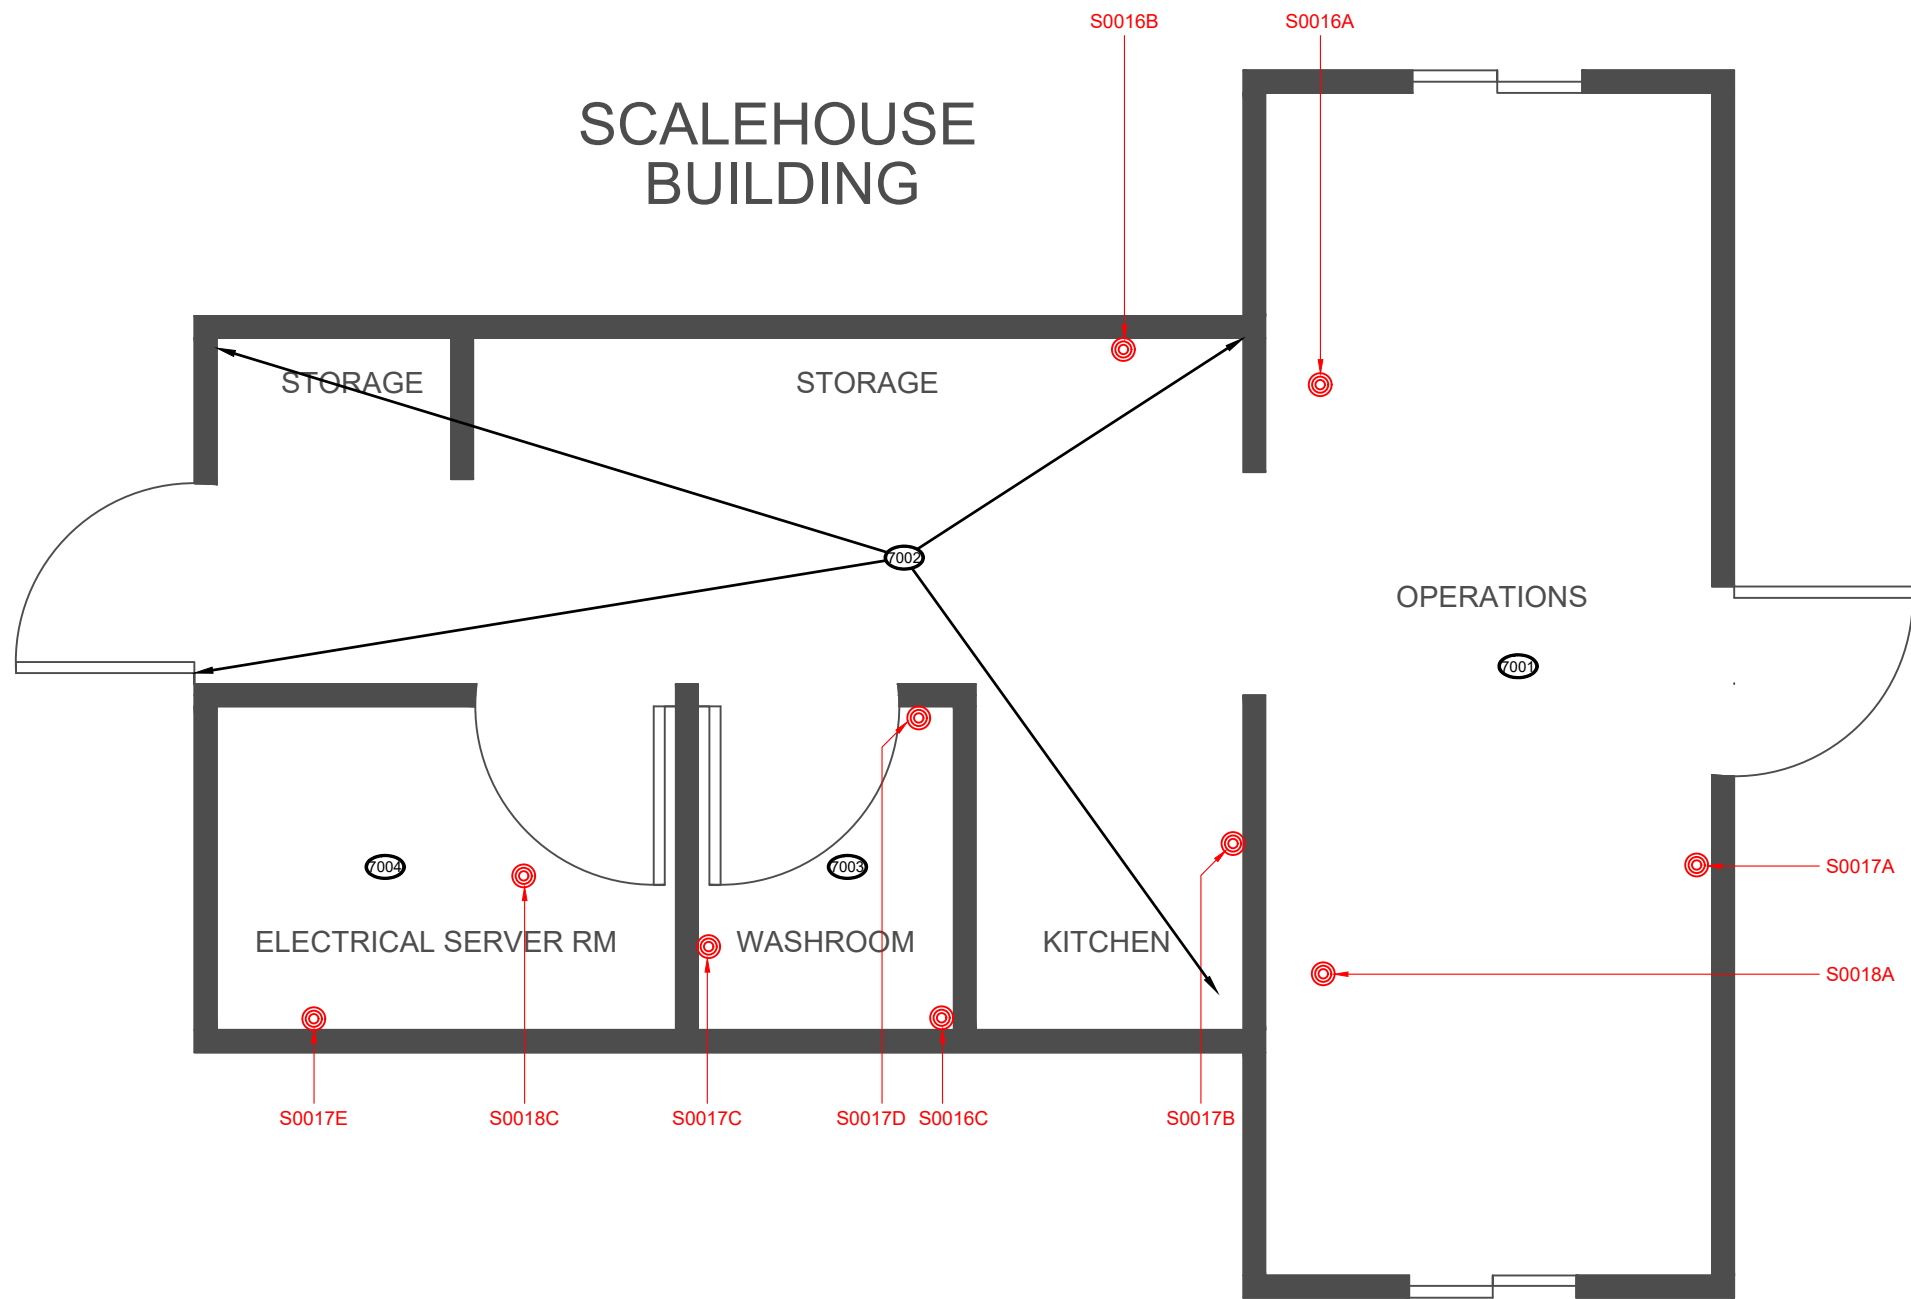 S0016B
S0016A
SCALEHOUSE
BUILDING
STORAGE
STORAGE
7002
OPERATIONS
7001
7004
7003
S0017A
ELECTRICAL SERVER RM
WASHROOM
KITCHEN
S0018A
S0017E
S0018C
S0017C
S0017D
S0016C
S0017B